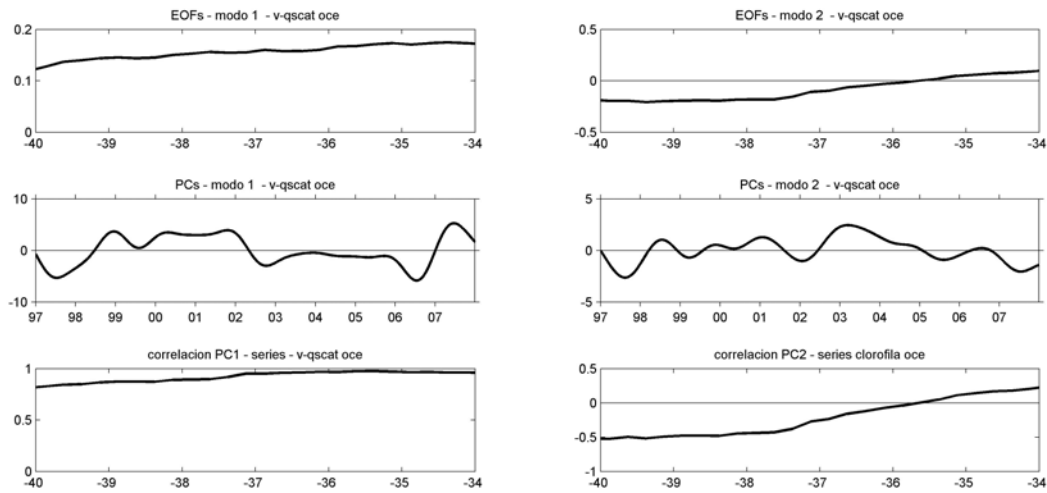 EOFs - modo 1 - v-qscat oce
0.2
0.1
0
-40 -39 -38 -37 -36 -35 -34
EOFs - modo 2 - v-qscat oce
0.5
0
-0.5
-40 -39 -38 -37 -36 -35 -34
PCs - modo 1 - v-qscat oce
10
0
-10
97 98 99 00 01 02 03 04 05 06 07
PCs - modo 2 - v-qscat oce
5
0
-5
97 98 99 00 01 02 03 04 05 06 07
correlacion PC1 - series - v-qscat oce
1
0.5
0
-40 -39 -38 -37 -36 -35 -34
correlacion PC2 - series clorofila oce
0.5
0
-0.5
-1
-40 -39 -38 -37 -36 -35 -34